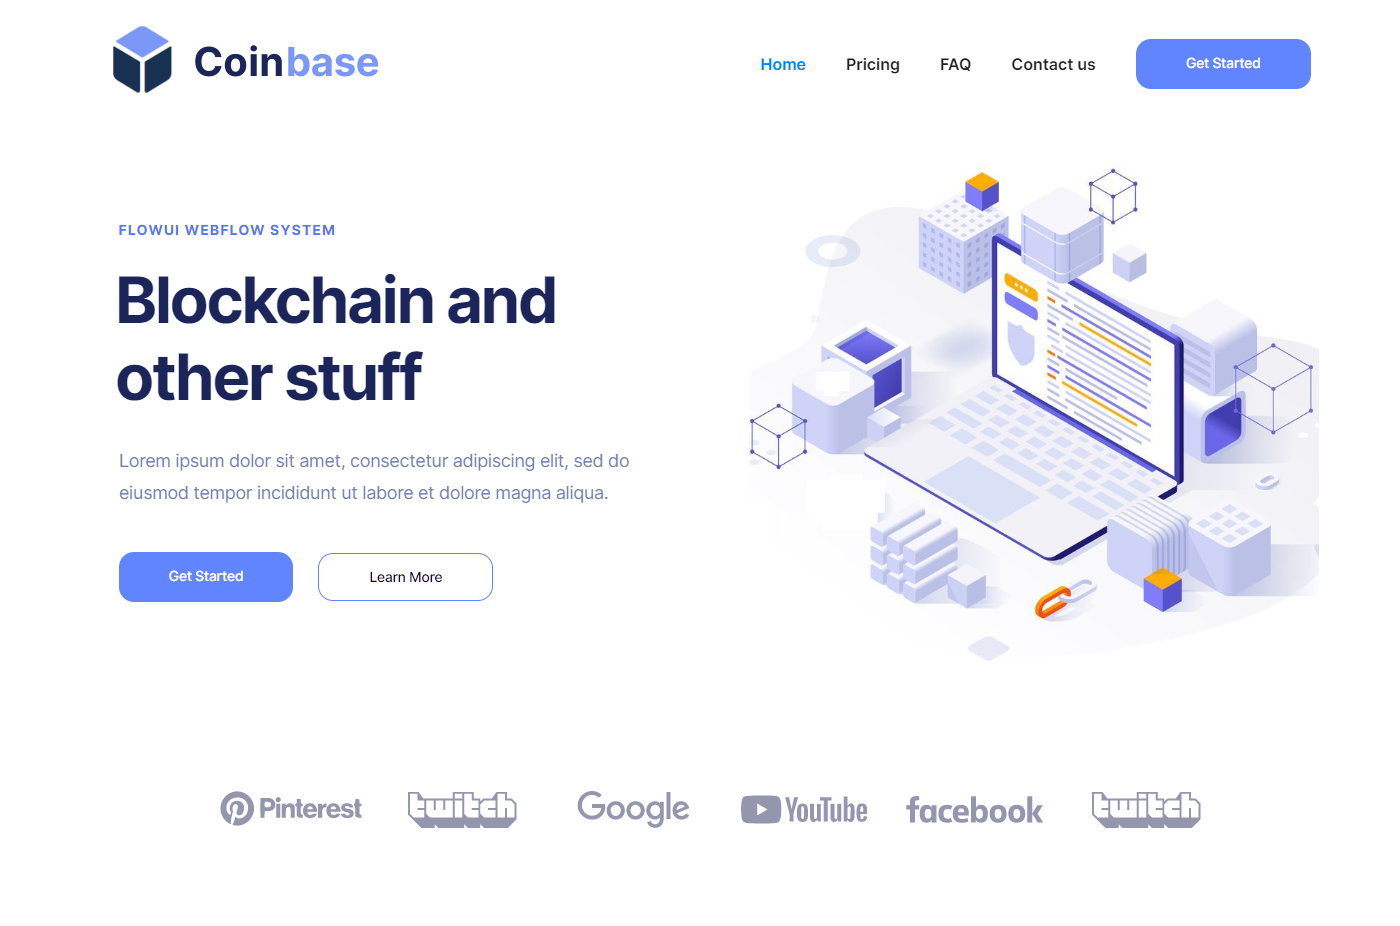 Coinbase
Home
Pricing
FAQ
Contact us
Get Started
FLOWUI WEBFLOW SYSTEM
Blockchain and
other stuff
Lorem ipsum dolor sit amet, consectetur adipiscing elit, sed do
eiusmod tempor incididunt ut labore et dolore magna aliqua.
Get Started
Learn More
Pinterest
twitch
Google
YouTube
facebook
twitch